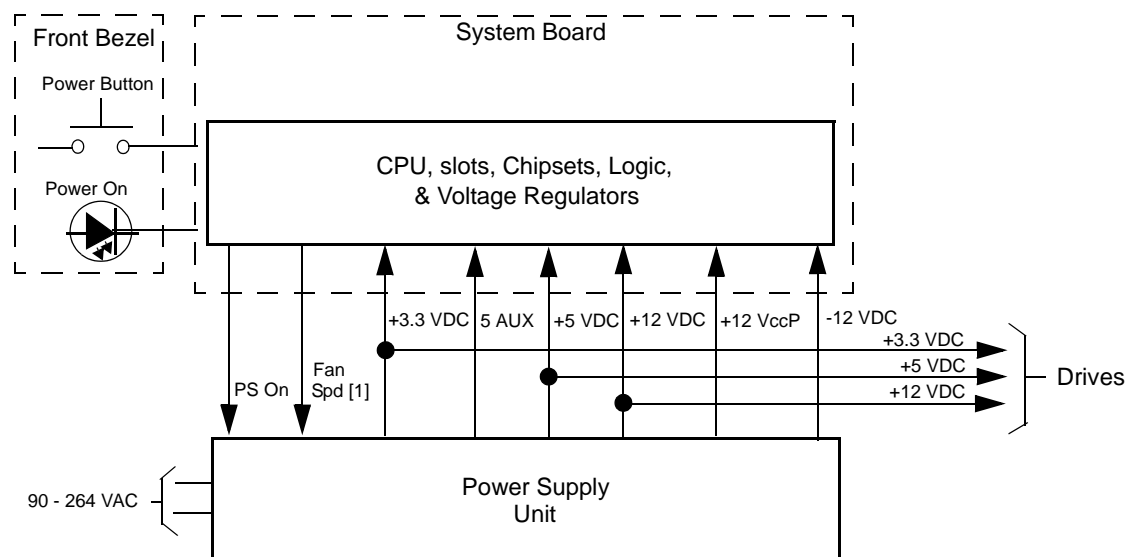 Front Bezel
System Board
Power Button
CPU, slots, Chipsets, Logic,
& Voltage Regulators
Power On
+3.3 VDC
5 AUX
+5 VDC
+12 VDC
+12 VccP
-12 VDC
+3.3 VDC
+5 VDC
+12 VDC
Drives
PS On
Fan
Spd [1]
90 - 264 VAC
Power Supply
Unit